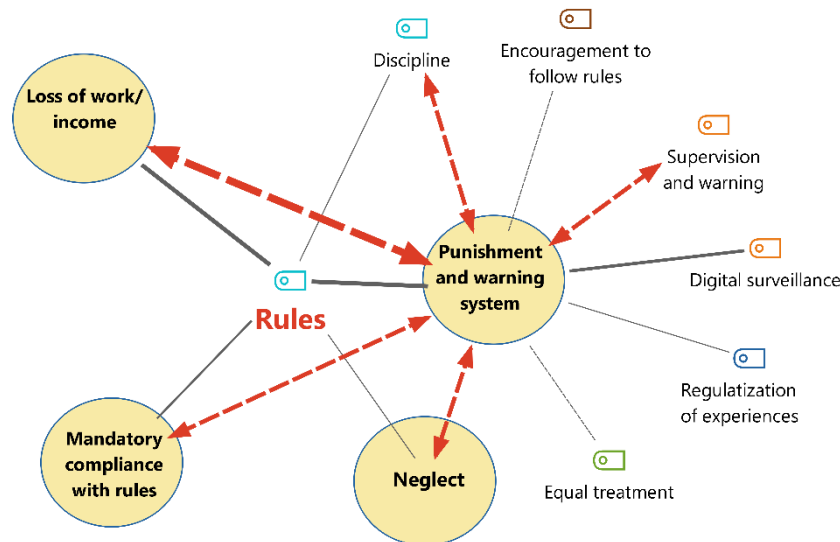 Discipline
Encouragement to
follow rules
Loss of work/
income
Supervision
and warning
Punishment
and warning
system
Digital surveillance
Rules
Regulatization
of experiences
Mandatory
compliance
with rules
Neglect
Equal treatment